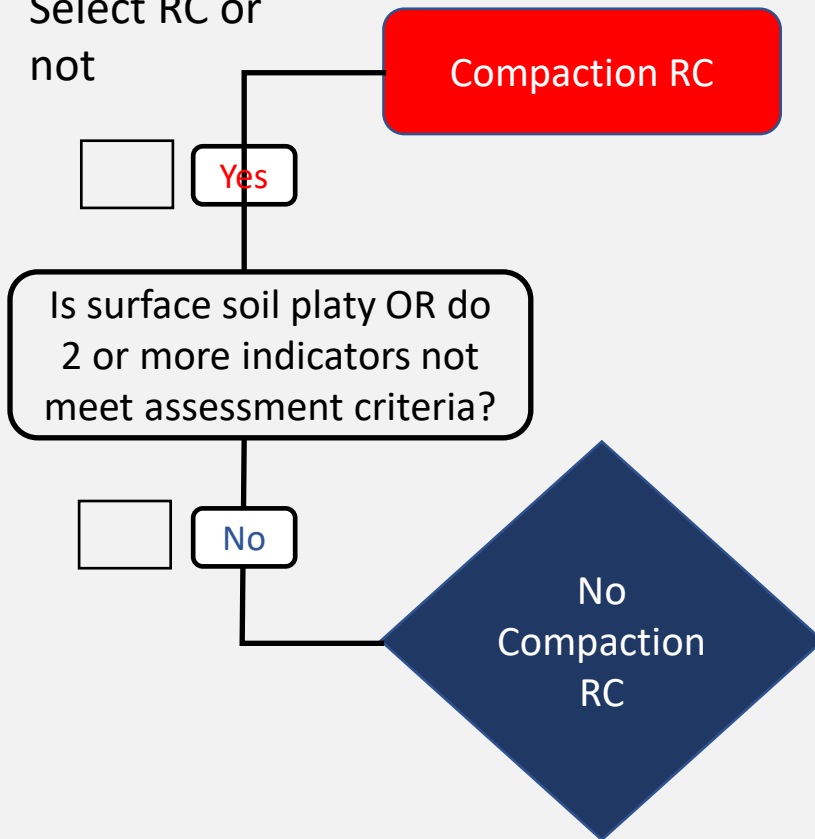 Select RC or
not
Compaction RC
Yes
Is surface soil platy OR do
2 or more indicators not
meet assessment criteria?
No
No
Compaction
RC